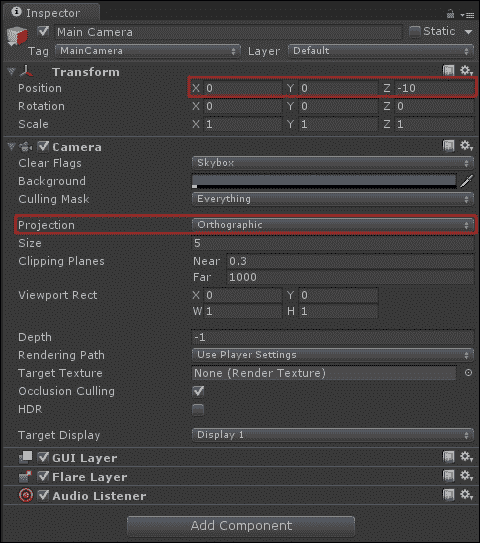 Inspector
Main Camera Static
Tag MainCamera Layer Default
Transform
Position X 0 Y 0 Z -10
Rotation X 0 Y 0 Z 0
Scale X 1 Y 1 Z 1
Camera
Clear Flags Skybox
Background
Culling Mask Everything
Projection Orthographic
Size 5
Clipping Planes Near 0.3
Far 1000
Viewport Rect X 0 Y 0
W 1 H 1
Depth -1
Rendering Path Use Player Settings
Target Texture None (Render Texture)
Occlusion Culling
HDR
Target Display Display 1
GUI Layer
Flare Layer
Audio Listener
Add Component